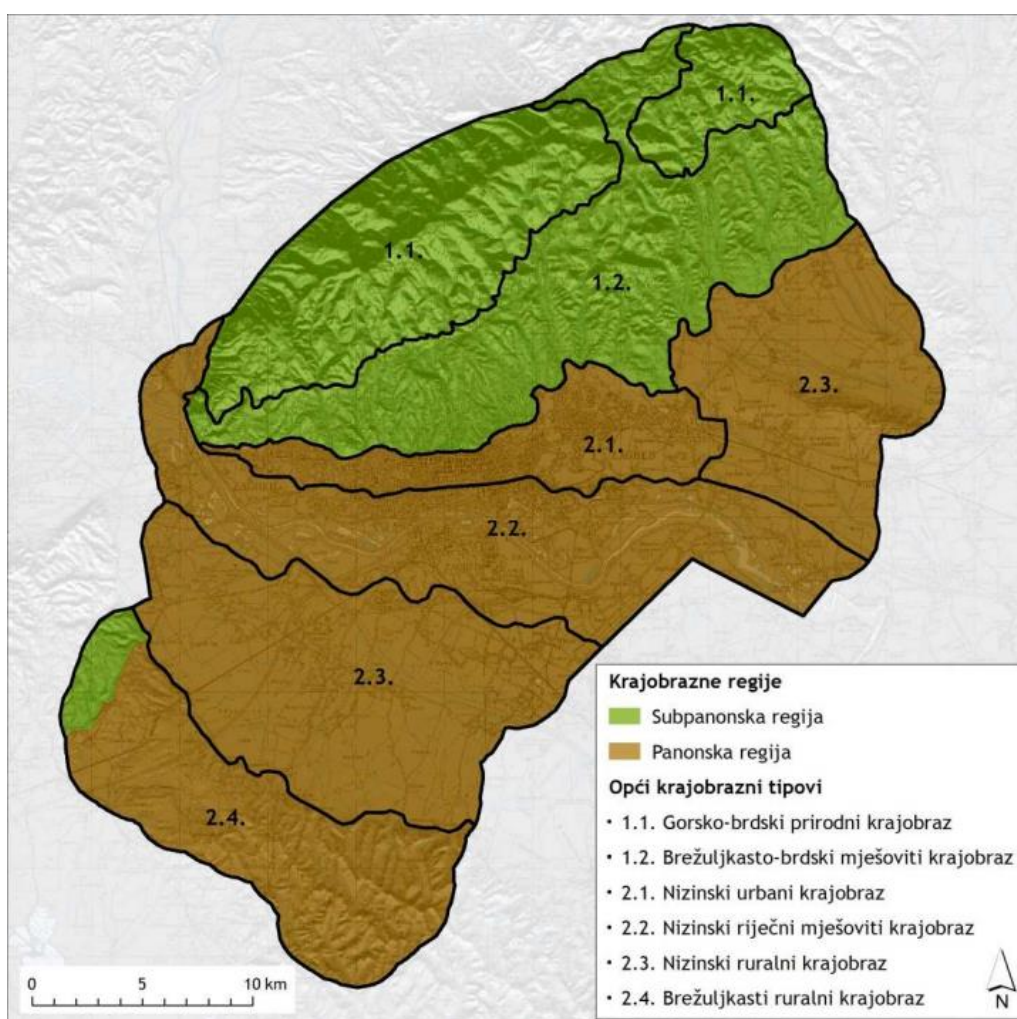 1.1.
1.1.
1.2.
2.3.
2.1.
2.2.
2.3.
2.4.
Krajobrazne regije
Subpanonska regija
Panonska regija
Opći krajobrazni tipovi
• 1.1. Gorsko-brdski prirodni krajobraz
• 1.2. Brežuljkasto-brdski mješoviti krajobraz
• 2.1. Nizinski urbani krajobraz
• 2.2. Nizinski riječni mješoviti krajobraz
• 2.3. Nizinski ruralni krajobraz
• 2.4. Brežuljkasti ruralni krajobraz
0 5 10 km
N